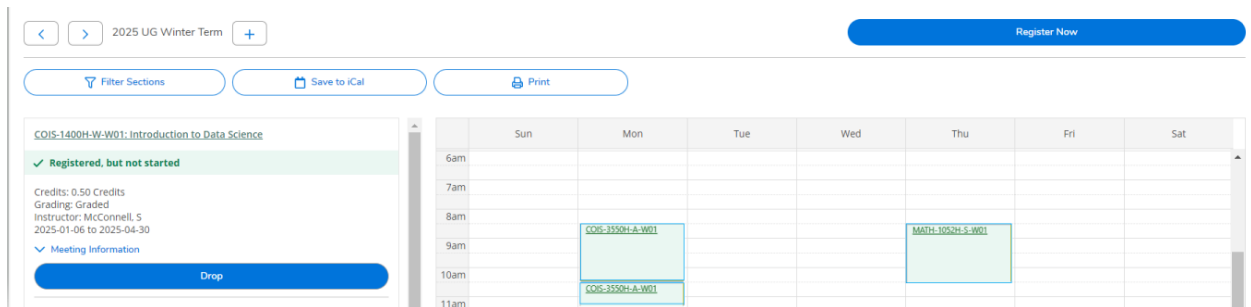 2025 UG Winter Term
Register Now
Filter Sections
Save to iCal
Print
COIS-1400H-W-W01: Introduction to Data Science
Registered, but not started
Credits: 0.50 Credits
Grading: Graded
Instructor: McConnell, S
2025-01-06 to 2025-04-30
Meeting Information
Drop
Sun Mon Tue Wed Thu Fri Sat
6am
7am
8am
COIS-3550H-A-W01 MATH-1052H-S-W01
9am
10am
COIS-3550H-A-W01
11am